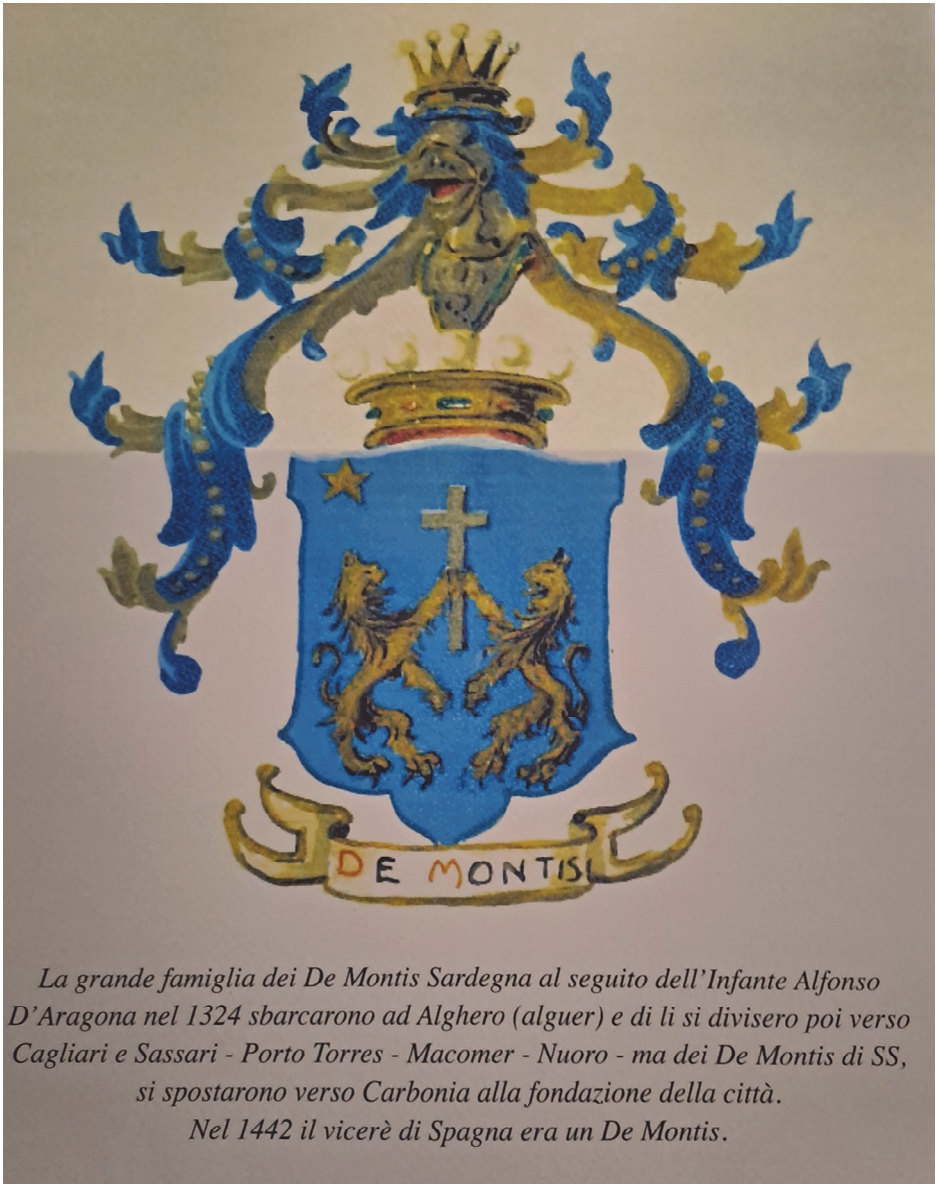 DE MONTIS
La grande famiglia dei De Montis Sardegna al seguito dell'Infante Alfonso
D'Aragona nel 1324 sbarcarono ad Alghero (alguer) e di li si divisero poi verso
Cagliari e Sassari - Porto Torres - Macomer - Nuoro - ma dei De Montis di SS,
si spostarono verso Carbonia alla fondazione della città.
Nel 1442 il vicerè di Spagna era un De Montis.